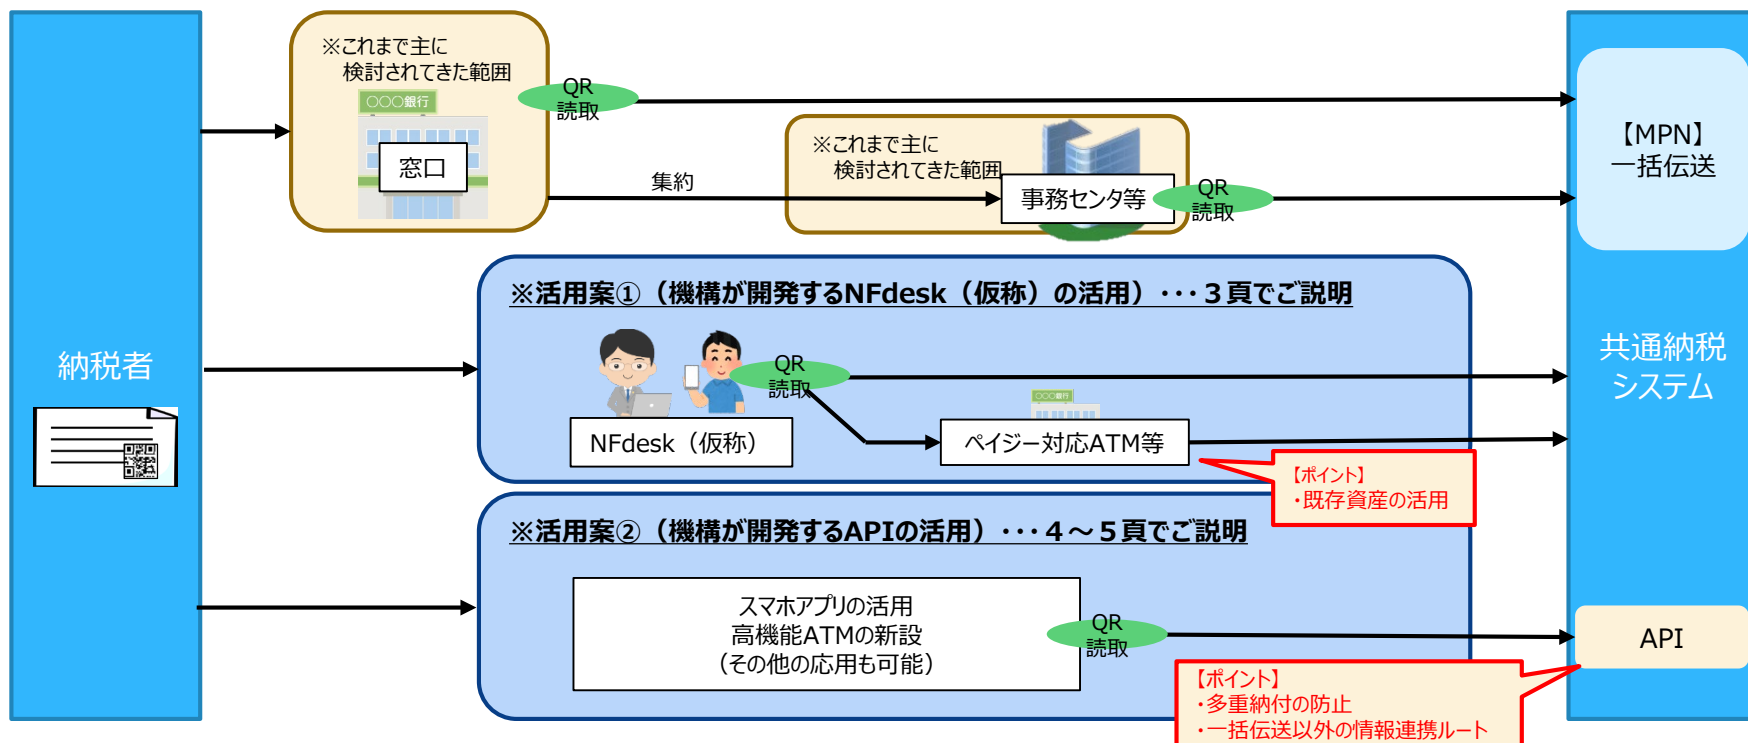 納税者
※これまで主に
検討されてきた範囲
〇〇〇銀行
窓口
QR
読取
集約
※これまで主に
検討されてきた範囲
事務センタ等
QR
読取
【MPN】
一括伝送
共通納税
システム
※活用案①（機構が開発するNFdesk（仮称）の活用）･･･３頁でご説明
QR
読取
NFdesk（仮称）
〇〇〇銀行
ペイジー対応ATM等
【ポイント】
・既存資産の活用
※活用案②（機構が開発するAPIの活用）･･･４～５頁でご説明
スマホアプリの活用
高機能ATMの新設
（その他の応用も可能）
QR
読取
API
【ポイント】
・多重納付の防止
・一括伝送以外の情報連携ルート